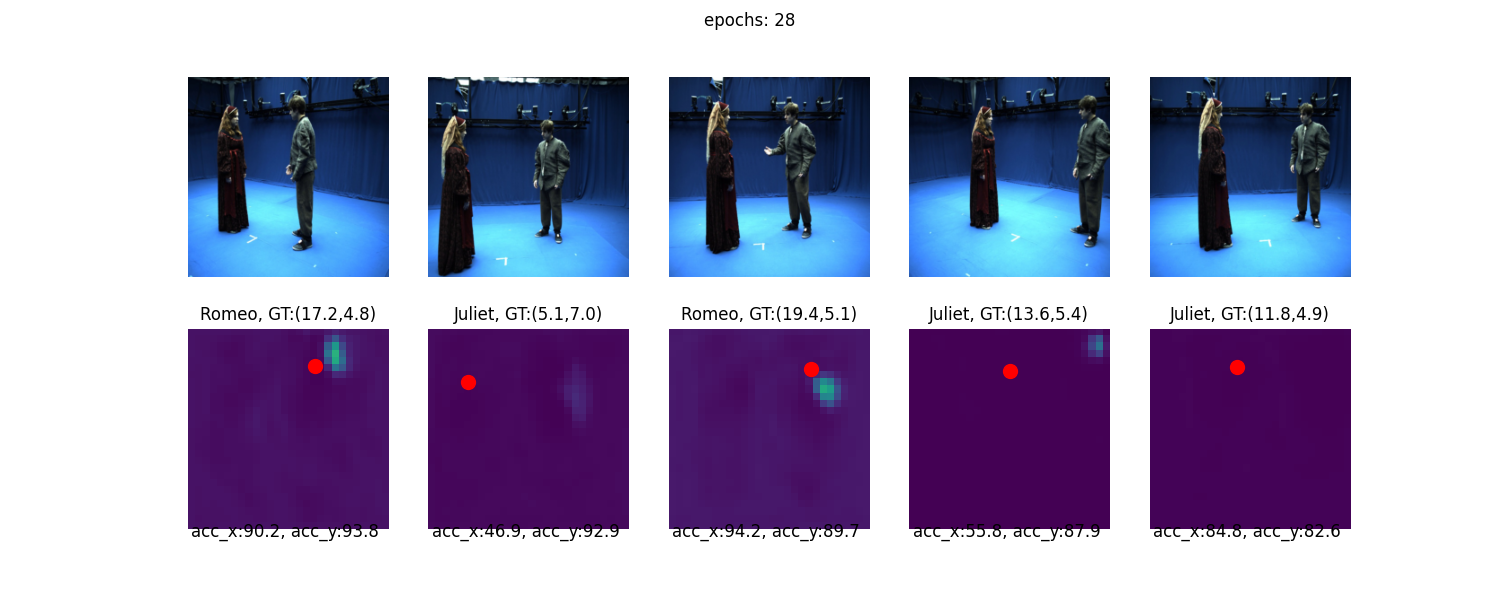 epochs: 28
Romeo, GT:(17.2,4.8)
Juliet, GT:(5.1,7.0)
Romeo, GT:(19.4,5.1)
Juliet, GT:(13.6,5.4)
Juliet, GT:(11.8,4.9)
acc_x:90.2, acc_y:93.8
acc_x:46.9, acc_y:92.9
acc_x:94.2, acc_y:89.7
acc_x:55.8, acc_y:87.9
acc_x:84.8, acc_y:82.6